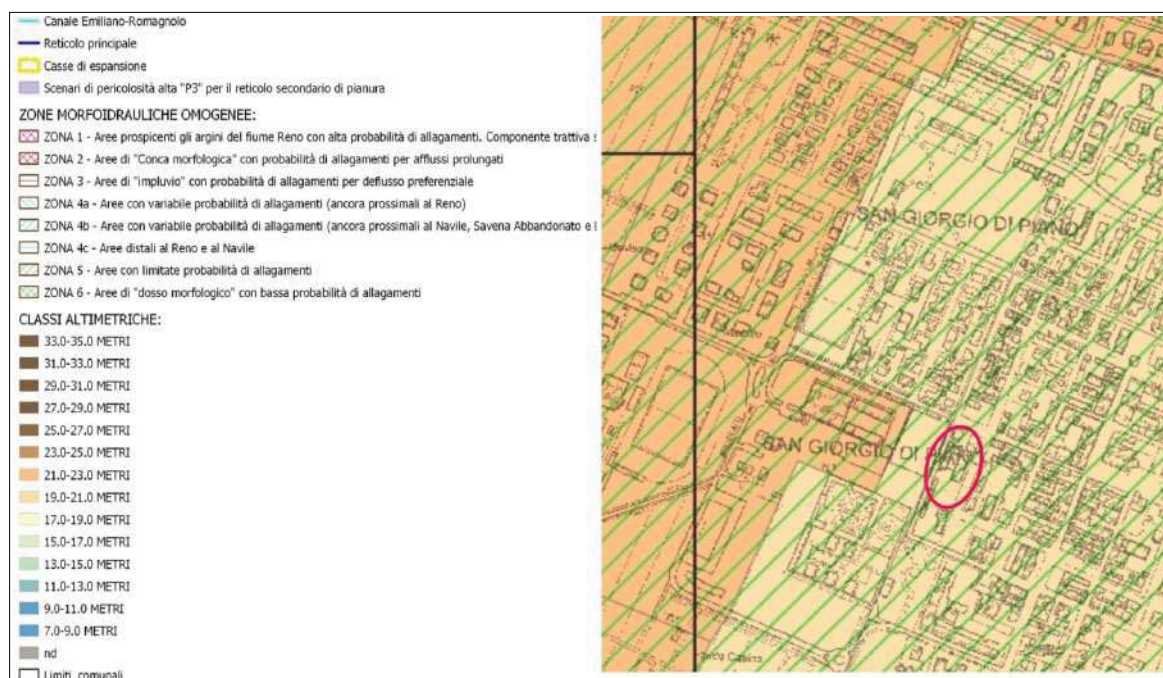 Canale Emiliano-Romagnolo
Reticolo principale
Casse di espansione
Scenari di pericolosità alta "P3" per il reticolo secondario di pianura
ZONE MORFOIDRAULICHE OMOGENEE:
ZONA 1 - Aree prospicenti gli argini del fiume Reno con alta probabilità di allagamenti. Componente trattiva
ZONA 2 - Aree di "Conca morfologica" con probabilità di allagamenti per afflussi prolungati
ZONA 3 - Aree di "impluvio" con probabilità di allagamenti per deflusso preferenziale
ZONA 4a - Aree con variabile probabilità di allagamenti (ancora prossimali al Reno)
ZONA 4b - Aree con variabile probabilità di allagamenti (ancora prossimali al Navile, Savena Abbandonato e
ZONA 4c - Aree distali al Reno e al Navile
ZONA 5 - Aree con limitate probabilità di allagamenti
ZONA 6 - Aree di "dosso morfologico" con bassa probabilità di allagamenti
CLASSI ALTIMETRICHE:
33.0-35.0 METRI
31.0-33.0 METRI
29.0-31.0 METRI
27.0-29.0 METRI
25.0-27.0 METRI
23.0-25.0 METRI
21.0-23.0 METRI
19.0-21.0 METRI
17.0-19.0 METRI
15.0-17.0 METRI
13.0-15.0 METRI
11.0-13.0 METRI
9.0-11.0 METRI
7.0-9.0 METRI
nd
Limiti comunali
SAN GIORGIO DI PIANO
SAN GIORGIO DI PIANO